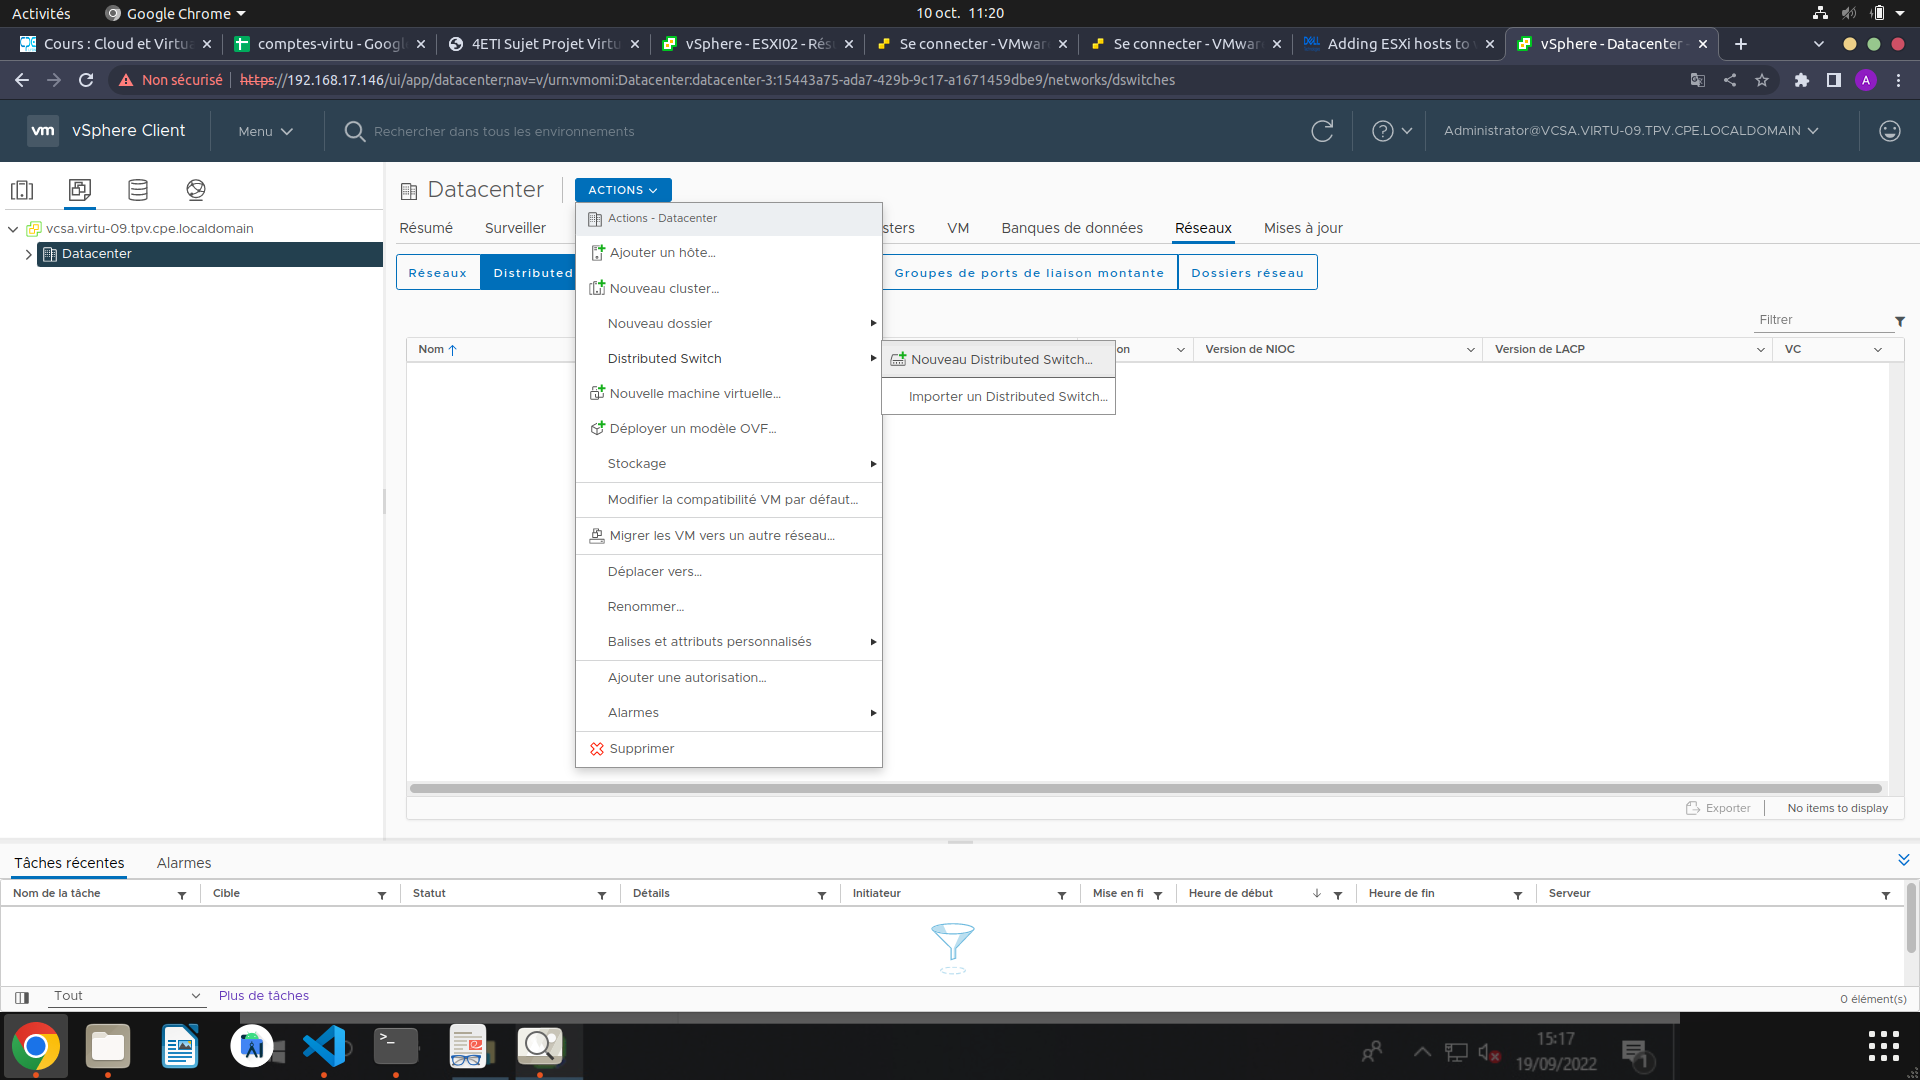 Activités
Google Chrome
10 oct. 11:20
Cours : Cloud et Virtua
comptes-virtu - Googl
4ETI Sujet Projet Virtu
vSphere - ESXI02 - Rés
Se connecter - VMwar
Se connecter - VMwar
Adding ESXi hosts to v
vSphere - Datacenter -
Non sécurisé
https://192.168.17.146/ui/app/datacenter;nav=v/urn:vmomi:Datacenter:datacenter-3:15443a75-ada7-429b-9c17-a1671459dbe9/networks/dswitches
A
vm vSphere Client
Menu
Rechercher dans tous les environnements
Administrator@VCSA.VIRTU-09.TPV.CPE.LOCALDOMAIN
vcsa.virtu-09.tpv.cpe.localdomain
Datacenter
Datacenter
ACTIONS
Résumé
Surveiller
sters
VM
Banques de données
Réseaux
Mises à jour
Réseaux
Distributed
Groupes de ports de liaison montante
Dossiers réseau
Actions - Datacenter
Ajouter un hôte...
Nouveau cluster...
Nouveau dossier
Distributed Switch
Nouvelle machine virtuelle...
Déployer un modèle OVF...
Stockage
Modifier la compatibilité VM par défaut...
Migrer les VM vers un autre réseau...
Déplacer vers...
Renommer...
Balises et attributs personnalisés
Ajouter une autorisation...
Alarmes
Supprimer
Nouveau Distributed Switch...
Importer un Distributed Switch...
Filtrer
Nom
on
Version de NIOC
Version de LACP
VC
Exporter
No items to display
Tâches récentes
Alarmes
Nom de la tâche
Cible
Statut
Détails
Initiateur
Mise en fi
Heure de début
Heure de fin
Serveur
Tout
Plus de tâches
0 élément(s)
15:17
19/09/2022
1